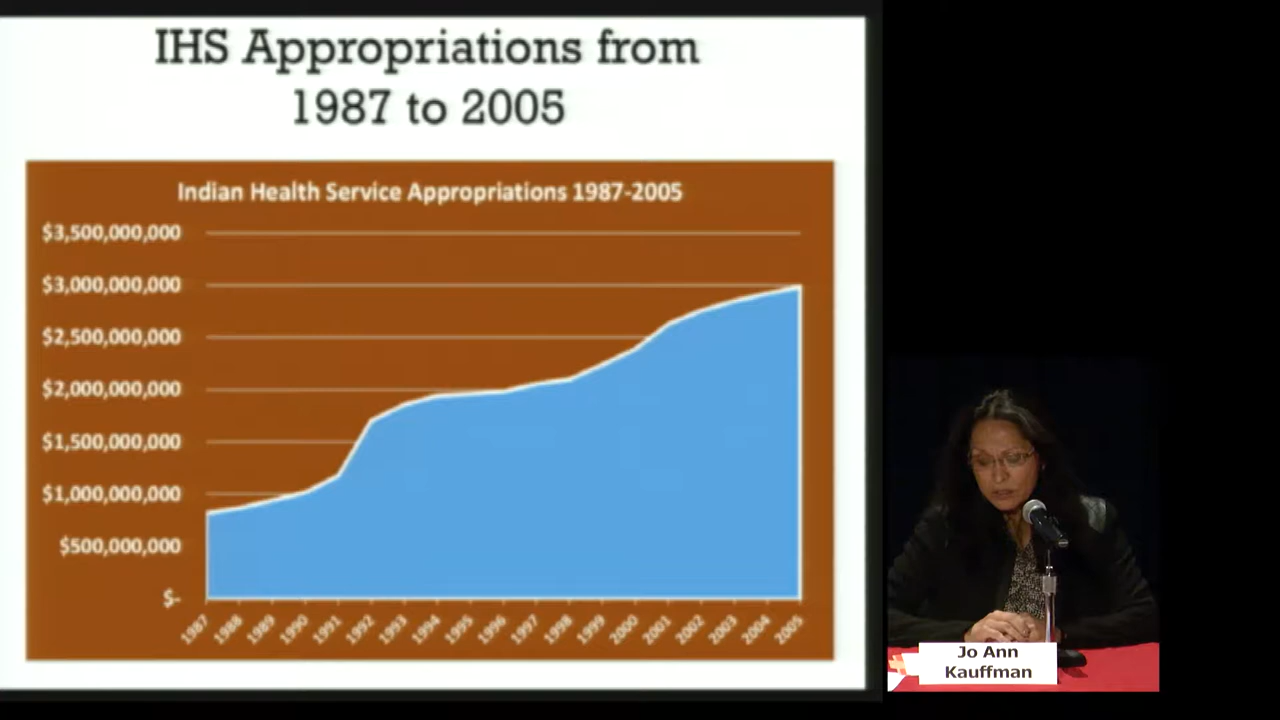 IHS Appropriations from
1987 to 2005
Indian Health Service Appropriations 1987-2005
$3,500,000,000
$3,000,000,000
$2,500,000,000
$2,000,000,000
$1,500,000,000
$1,000,000,000
$500,000,000
$-
1987 1988 1989 1990 1991 1992 1993 1994 1995 1996 1997 1998 1999 2000 2001 2002 2003 2004 2005
Jo Ann
Kauffman